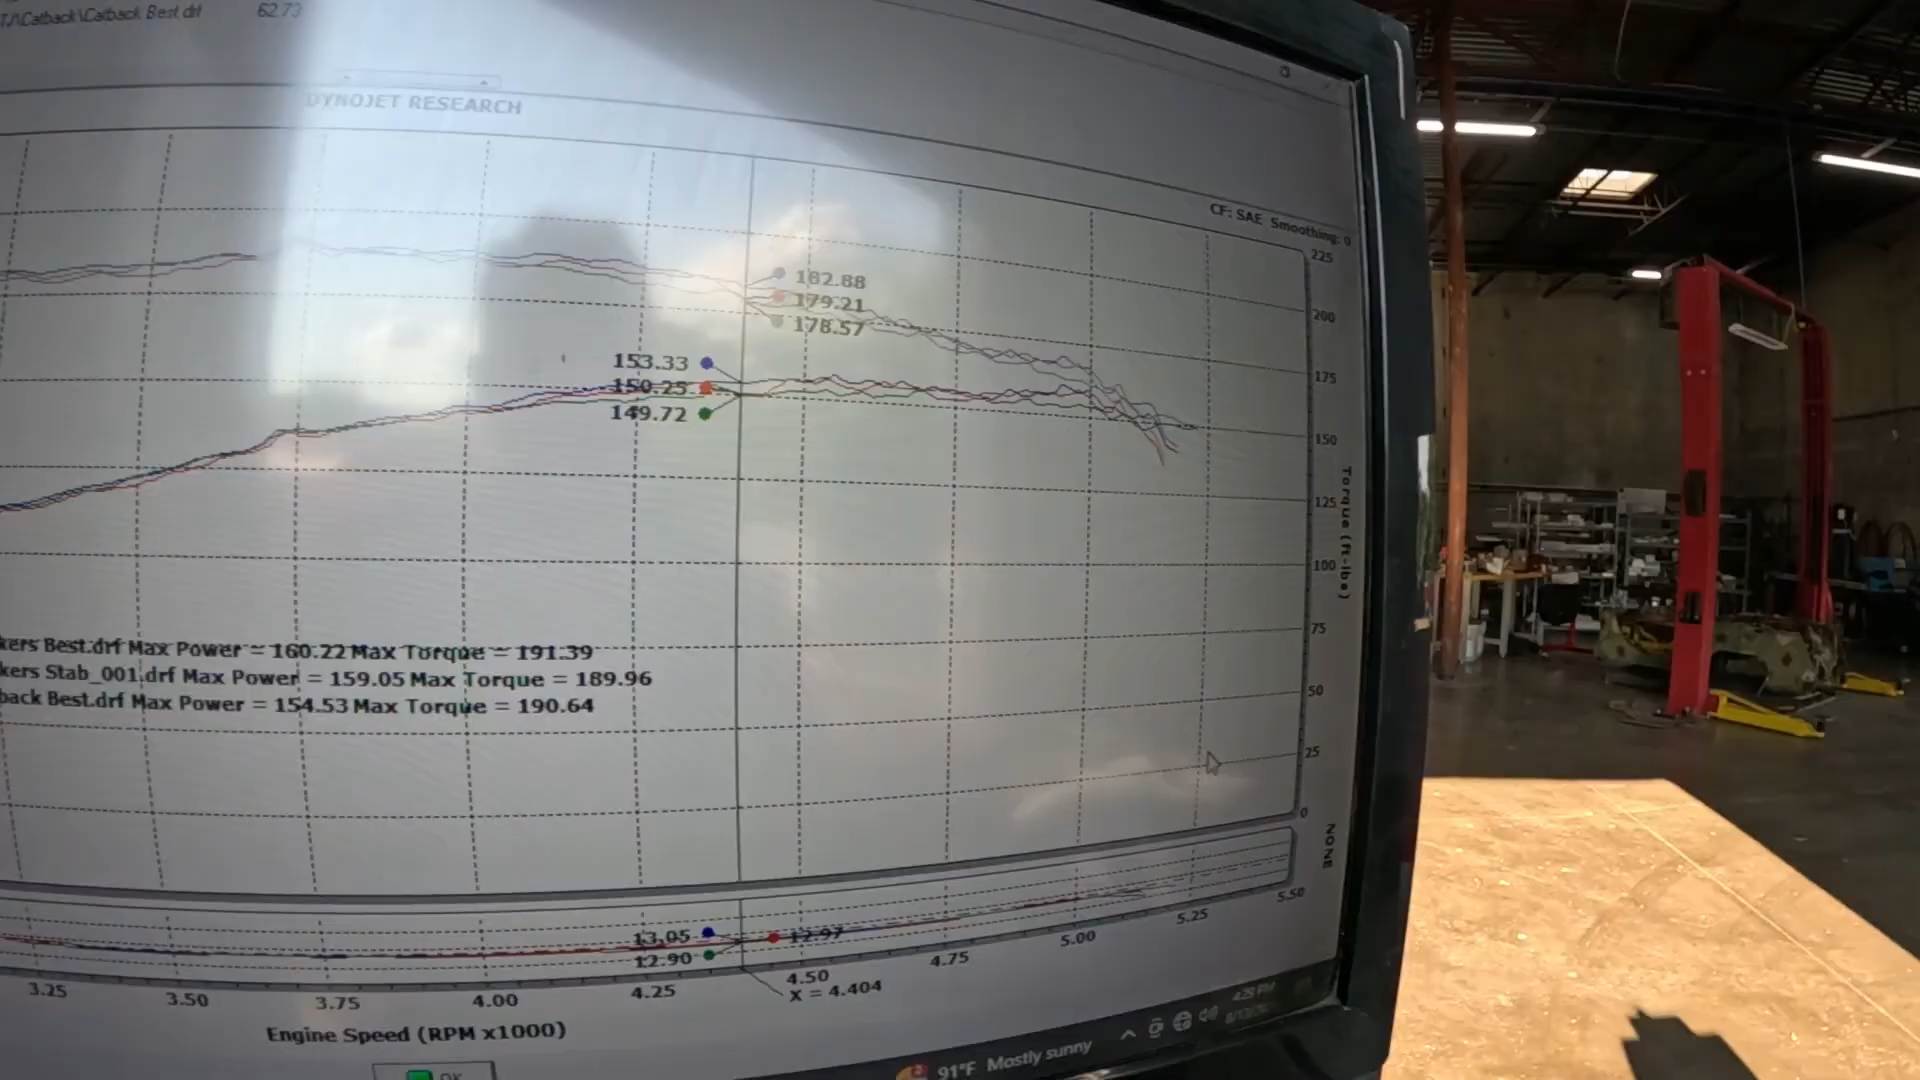 TJ\Catback\Catback Best.drf 62.73
DYNOJET RESEARCH
CF: SAE Smoothing: 0
225
200
175
150
125
100
75
50
25
0
Torque (ft-lbs)
182.88
179.21
178.57
153.33
150.25
149.72
kers Best.drf Max Power = 160.22 Max Torque = 191.39
kers Stab_001.drf Max Power = 159.05 Max Torque = 189.96
back Best.drf Max Power = 154.53 Max Torque = 190.64
NONE
13.05
12.97
12.90
3.25 3.50 3.75 4.00 4.25 4.50 4.75 5.00 5.25 5.50
X = 4.404
Engine Speed (RPM x1000)
OK
91°F Mostly sunny
4:29 PM